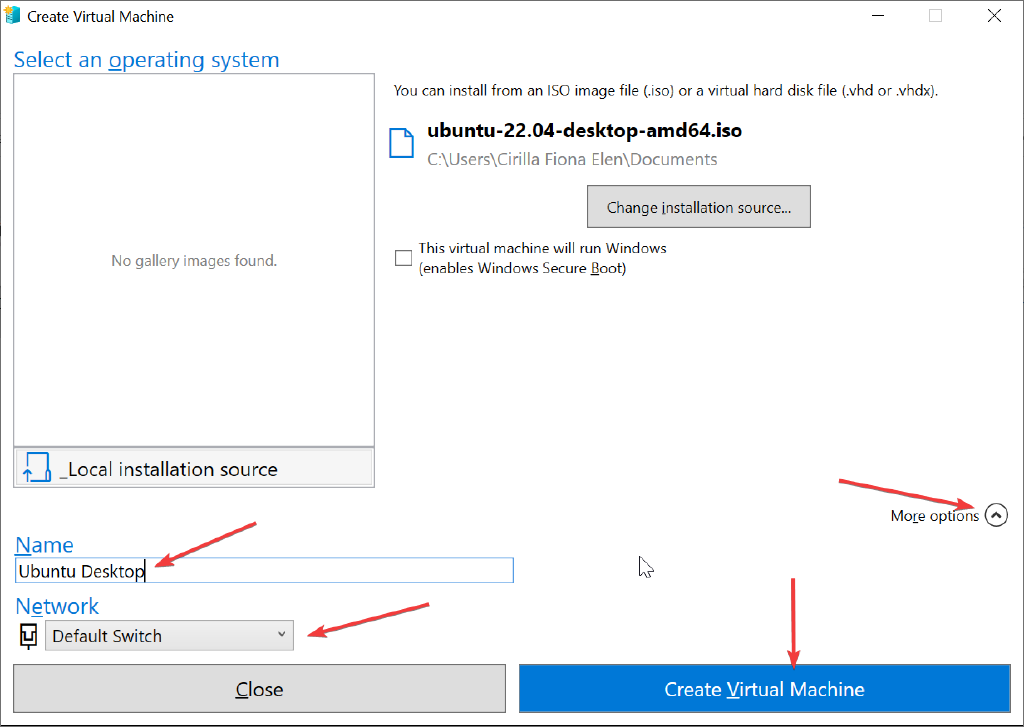 Create Virtual Machine
Select an operating system
You can install from an ISO image file (.iso) or a virtual hard disk file (.vhd or .vhdx).
ubuntu-22.04-desktop-amd64.iso
C:\Users\Cirilla Fiona Elen\Documents
Change installation source...
This virtual machine will run Windows
(enables Windows Secure Boot)
No gallery images found.
_Local installation source
More options
Name
Ubuntu Desktop
Network
Default Switch
Close
Create Virtual Machine